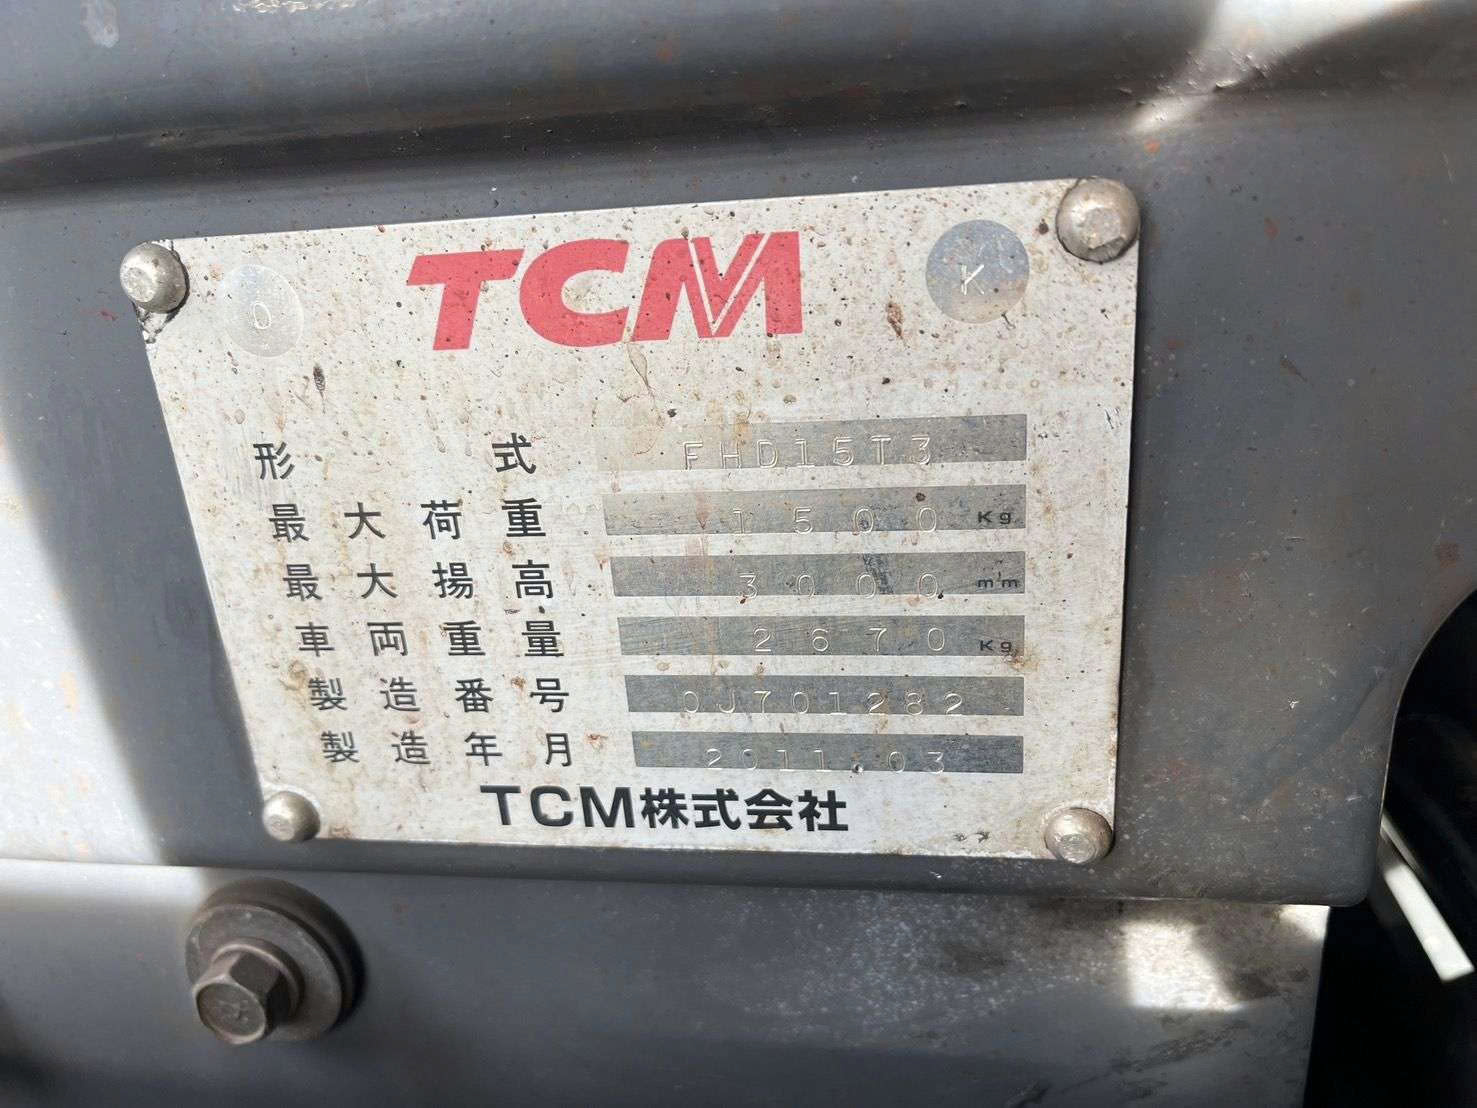 TCM
O K
形式 FHD15T3
最大荷重 1500 Kg
最大揚高 3000 m/m
車両重量 2670 Kg
製造番号 0J701282
製造年月 2011.03
TCM株式会社